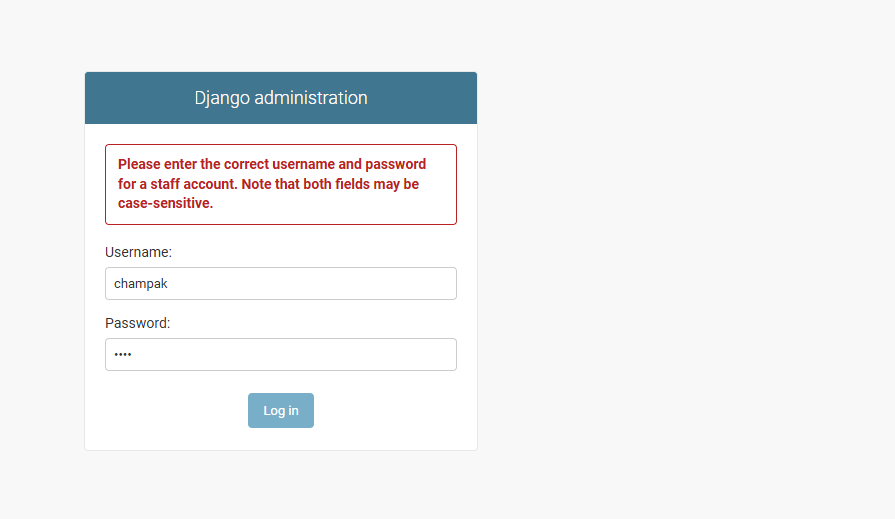 Django administration
Please enter the correct username and password
for a staff account. Note that both fields may be
case-sensitive.
Username:
champak
Password:
••••
Log in